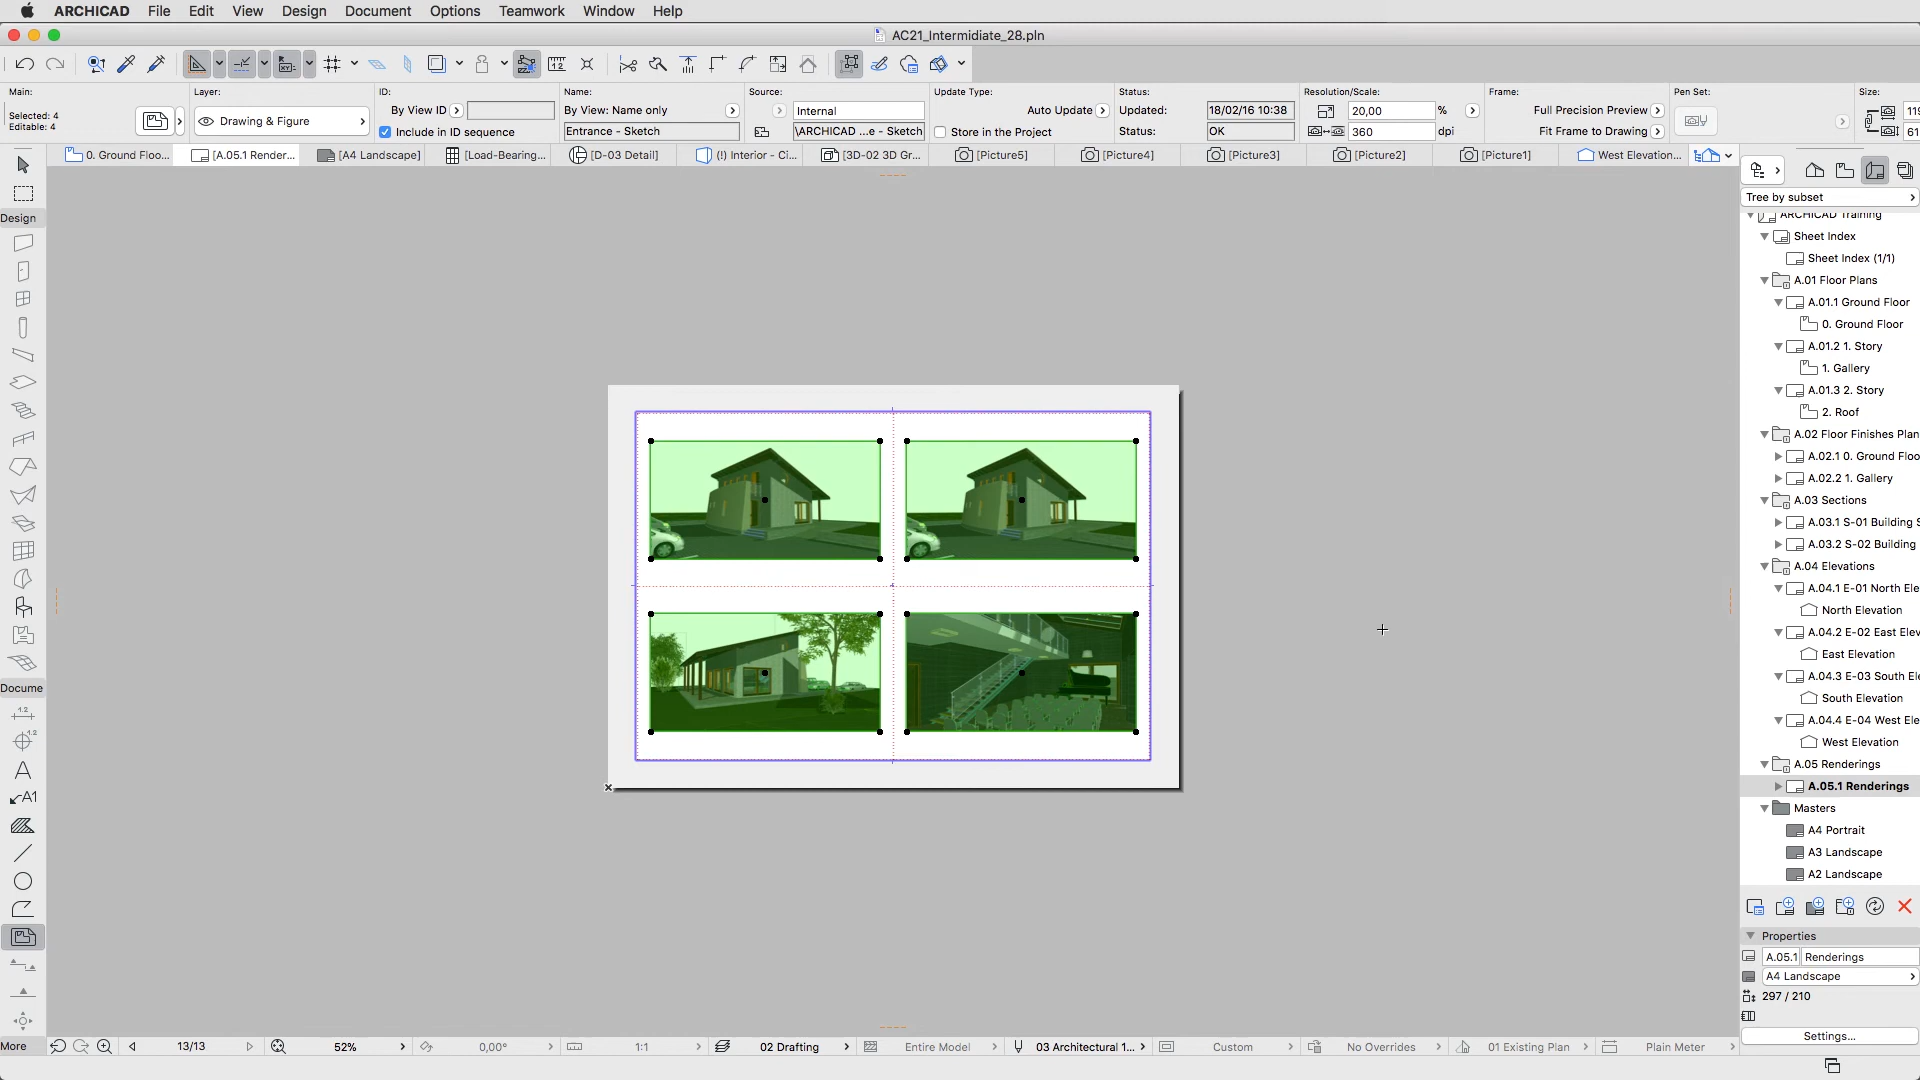 ARCHICAD File Edit View Design Document Options Teamwork Window Help
AC21_Intermidiate_28.pln
Main:
Selected: 4
Editable: 4
Layer:
Drawing & Figure
ID:
By View ID
Include in ID sequence
Name:
By View: Name only
Entrance - Sketch
Source:
Internal
\ARCHICAD ...e - Sketch
Update Type:
Auto Update
Store in the Project
Status:
Updated: 18/02/16 10:38
Status: OK
Resolution/Scale:
20,00 %
360 dpi
Frame:
Full Precision Preview
Fit Frame to Drawing
Pen Set:
Size:
0. Ground Floo...
[A.05.1 Render...
[A4 Landscape]
[Load-Bearing...
[D-03 Detail]
(!) Interior - Ci...
[3D-02 3D Gr...
[Picture5]
[Picture4]
[Picture3]
[Picture2]
[Picture1]
West Elevation...
Design
Docume
More
Tree by subset
ARCHICAD Training
Sheet Index
Sheet Index (1/1)
A.01 Floor Plans
A.01.1 Ground Floor
0. Ground Floor
A.01.2 1. Story
1. Gallery
A.01.3 2. Story
2. Roof
A.02 Floor Finishes Plan
A.02.1 0. Ground Floo
A.02.2 1. Gallery
A.03 Sections
A.03.1 S-01 Building S
A.03.2 S-02 Building
A.04 Elevations
A.04.1 E-01 North Ele
North Elevation
A.04.2 E-02 East Elev
East Elevation
A.04.3 E-03 South Ele
South Elevation
A.04.4 E-04 West Ele
West Elevation
A.05 Renderings
A.05.1 Renderings
Masters
A4 Portrait
A3 Landscape
A2 Landscape
Properties
A.05.1 Renderings
A4 Landscape
297 / 210
Settings...
13/13 52% 0,00° 1:1 02 Drafting Entire Model 03 Architectural 1... Custom No Overrides 01 Existing Plan Plain Meter